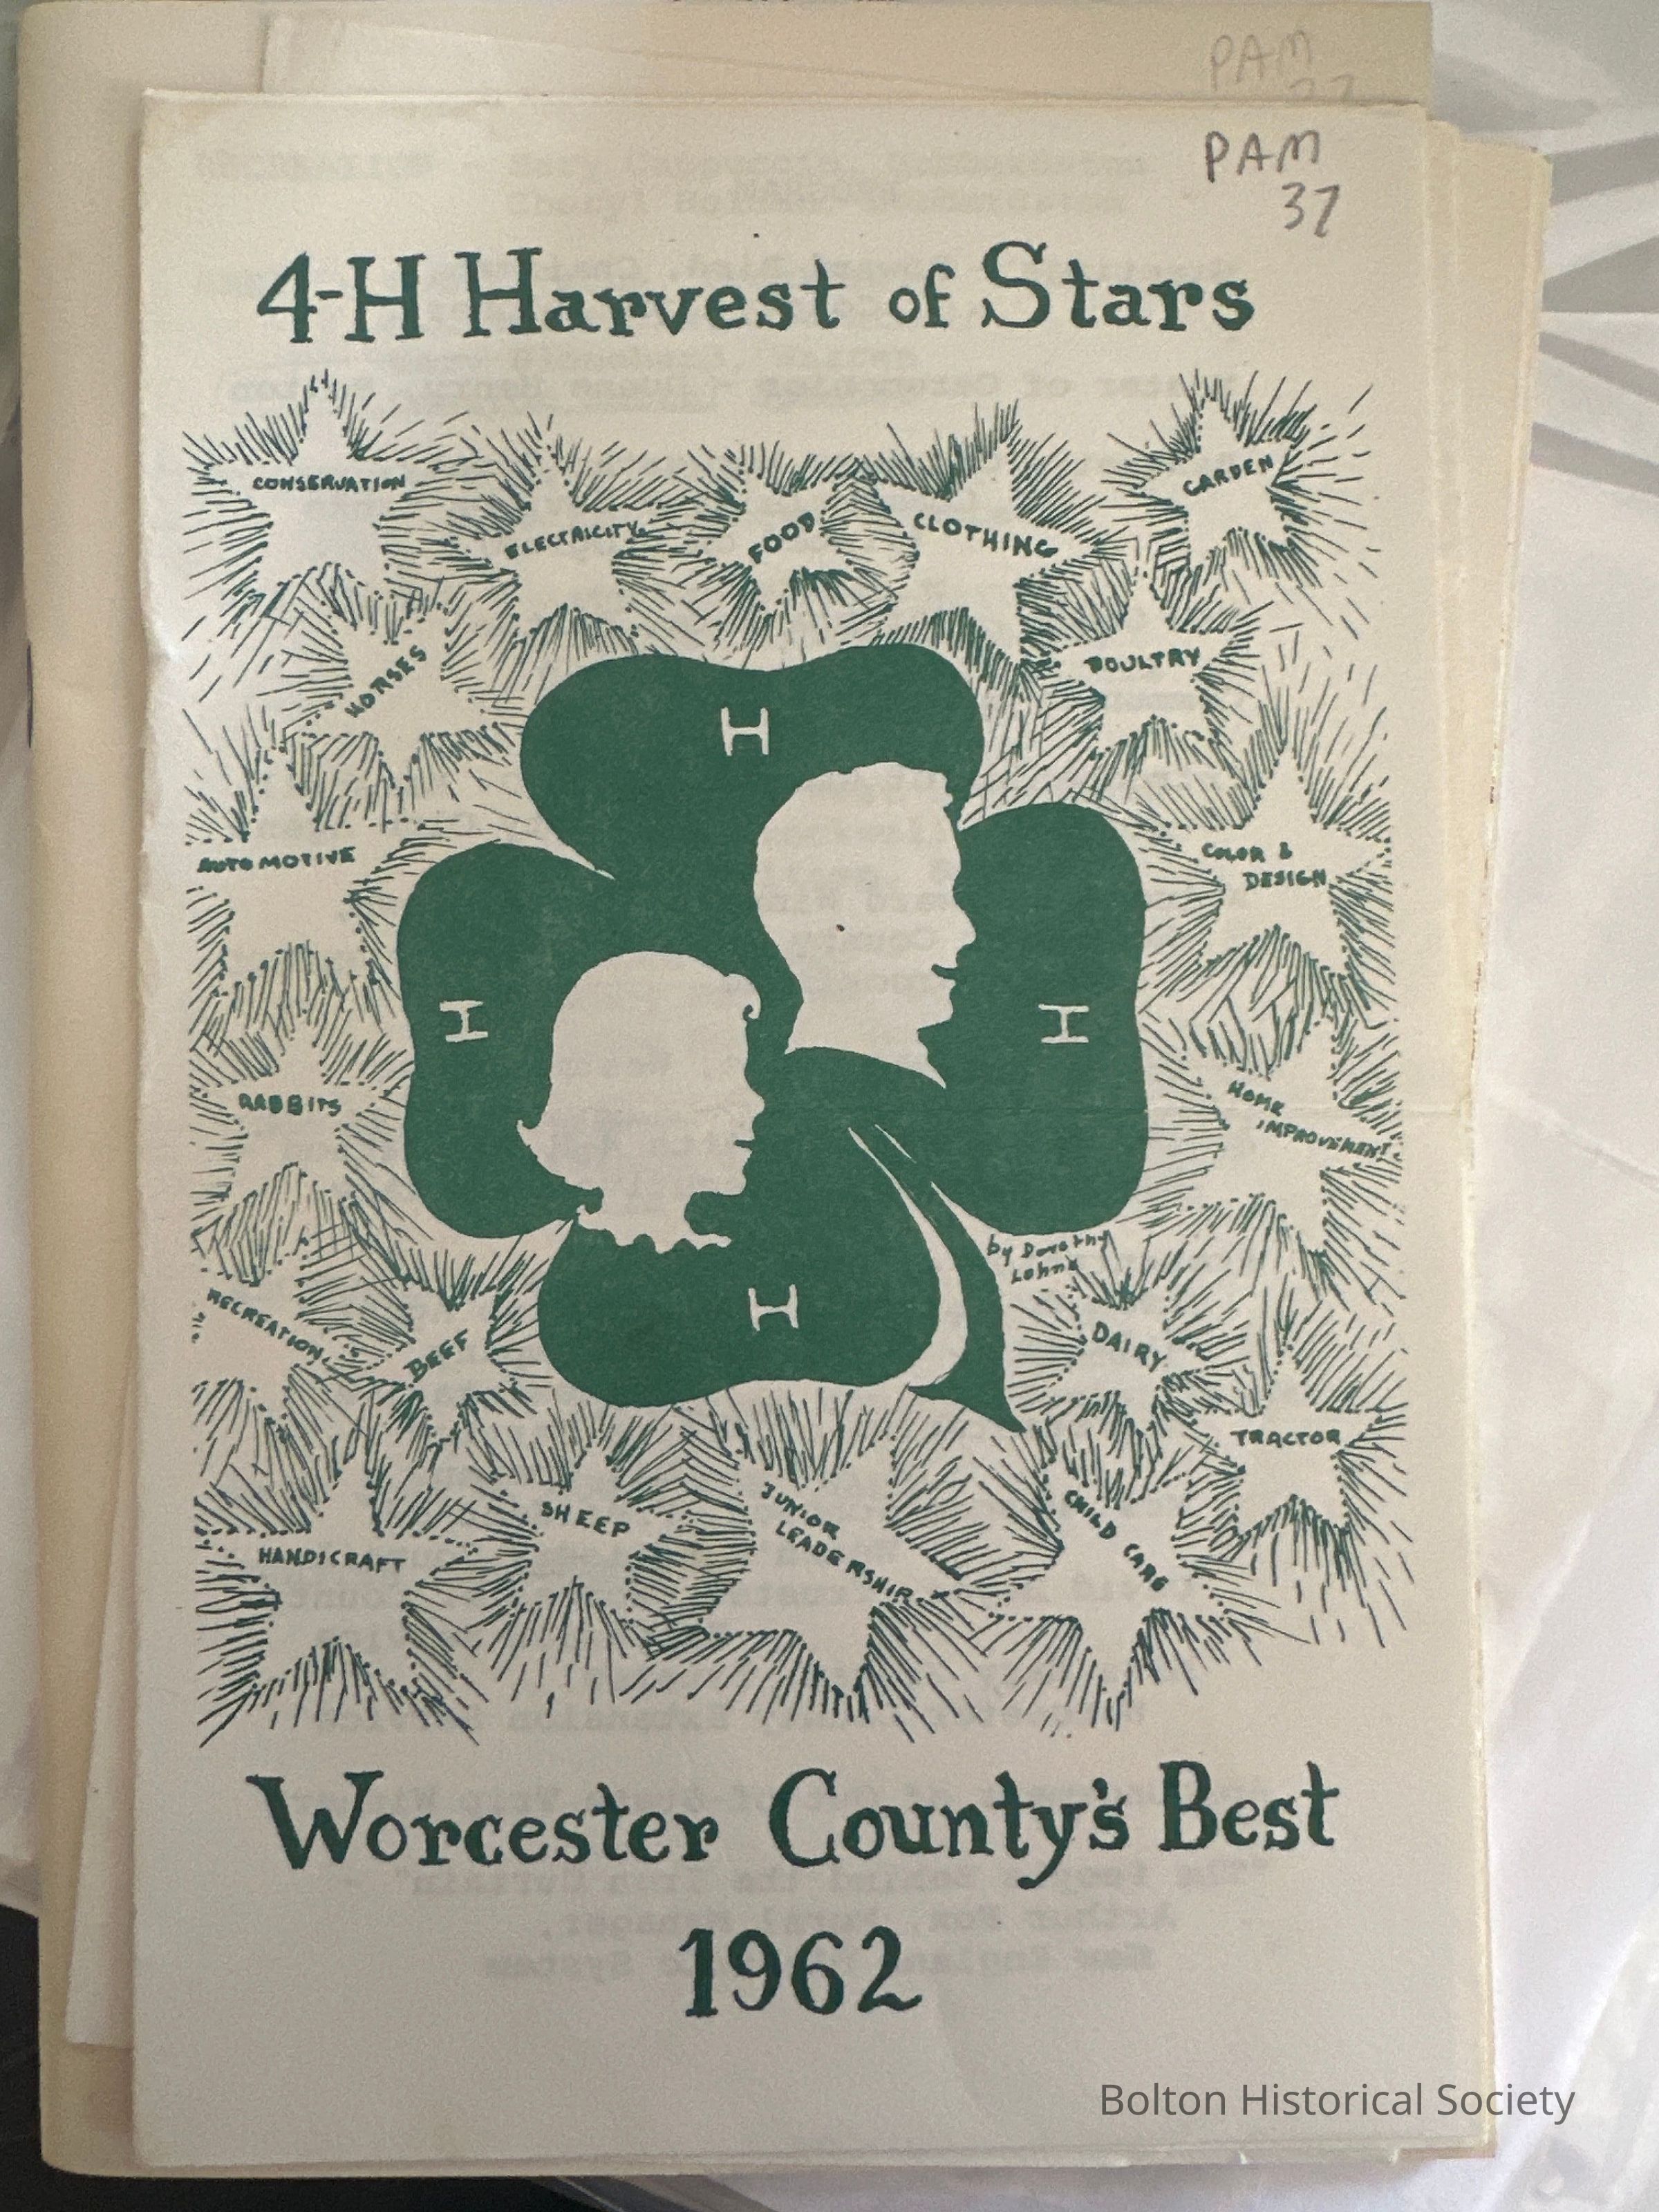 PAM
PAM
37
4-H Harvest of Stars
CONSERVATION
ELECTRICITY
FOOD
CLOTHING
GARDEN
HORSES
POULTRY
H
AUTOMOTIVE
COLOR &
DESIGN
H
H
RABBITS
HOME
IMPROVEMENT
by Dorothy
RECREATION
BEEF
H
DAIRY
TRACTOR
HANDICRAFT
SHEEP
JUNIOR
LEADERSHIP
CHILD CARE
Worcester County's Best
1962
Bolton Historical Society